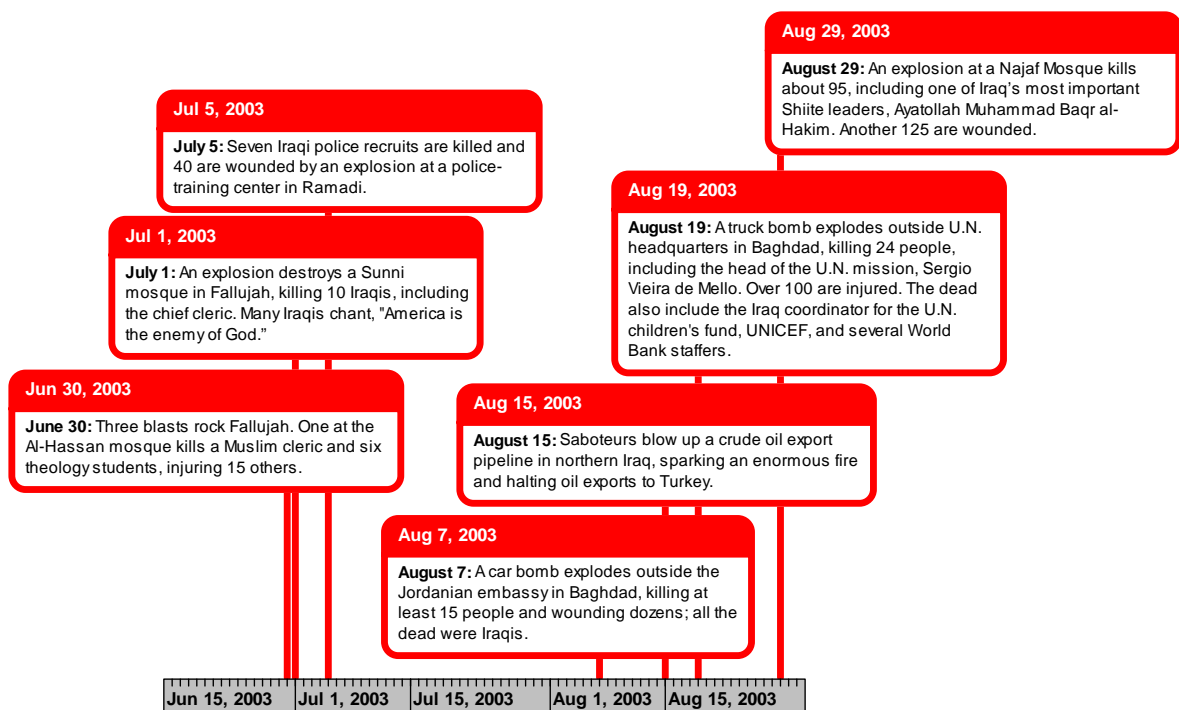 Aug 29, 2003
August 29: An explosion at a Najaf Mosque kills
about 95, including one of Iraq's most important
Shiite leaders, Ayatollah Muhammad Baqr al-
Hakim. Another 125 are wounded.
Jul 5, 2003
July 5: Seven Iraqi police recruits are killed and
40 are wounded by an explosion at a police-
training center in Ramadi.
Aug 19, 2003
August 19: A truck bomb explodes outside U.N.
headquarters in Baghdad, killing 24 people,
including the head of the U.N. mission, Sergio
Vieira de Mello. Over 100 are injured. The dead
also include the Iraq coordinator for the U.N.
children's fund, UNICEF, and several World
Bank staffers.
Jul 1, 2003
July 1: An explosion destroys a Sunni
mosque in Fallujah, killing 10 Iraqis, including
the chief cleric. Many Iraqis chant, "America is
the enemy of God."
Jun 30, 2003
June 30: Three blasts rock Fallujah. One at the
Al-Hassan mosque kills a Muslim cleric and six
theology students, injuring 15 others.
Aug 15, 2003
August 15: Saboteurs blow up a crude oil export
pipeline in northern Iraq, sparking an enormous fire
and halting oil exports to Turkey.
Aug 7, 2003
August 7: A car bomb explodes outside the
Jordanian embassy in Baghdad, killing at
least 15 people and wounding dozens; all the
dead were Iraqis.
Jun 15, 2003 Jul 1, 2003 Jul 15, 2003 Aug 1, 2003 Aug 15, 2003